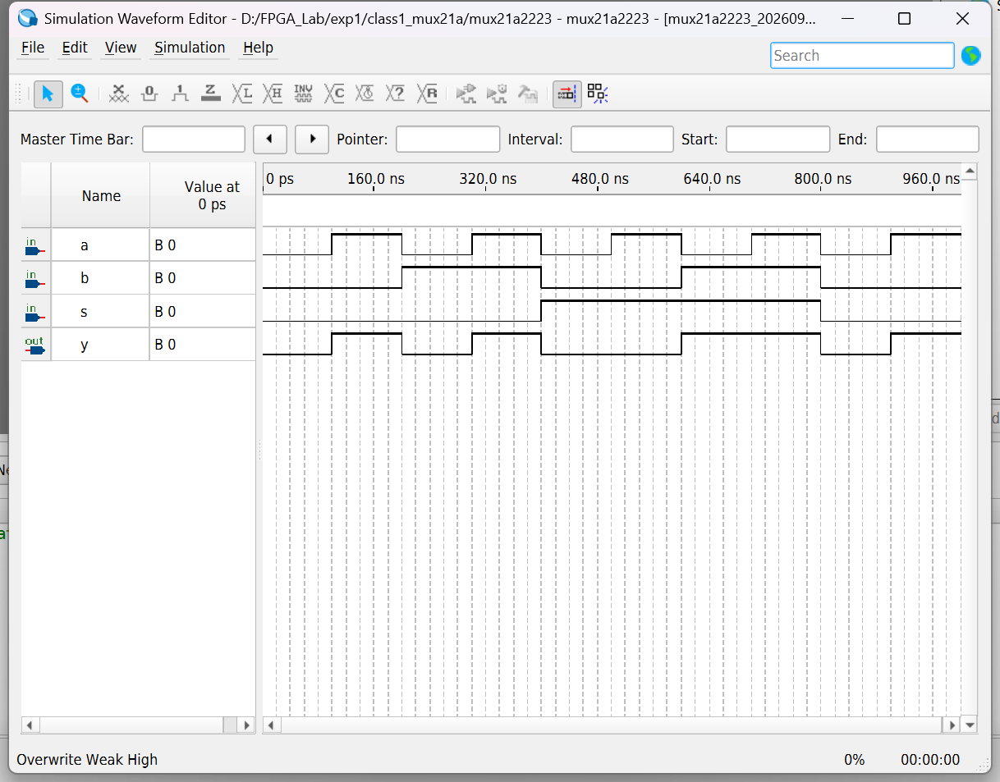 Simulation Waveform Editor - D:/FPGA_Lab/exp1/class1_mux21a/mux21a2223 - mux21a2223 - [mux21a2223_202609...
File Edit View Simulation Help
Search
0 1 Z L H INV C ? R
Master Time Bar: Pointer: Interval: Start: End:
Name
Value at
0 ps
0 ps 160.0 ns 320.0 ns 480.0 ns 640.0 ns 800.0 ns 960.0 ns
in a B 0
in b B 0
in s B 0
out y B 0
Overwrite Weak High 0% 00:00:00